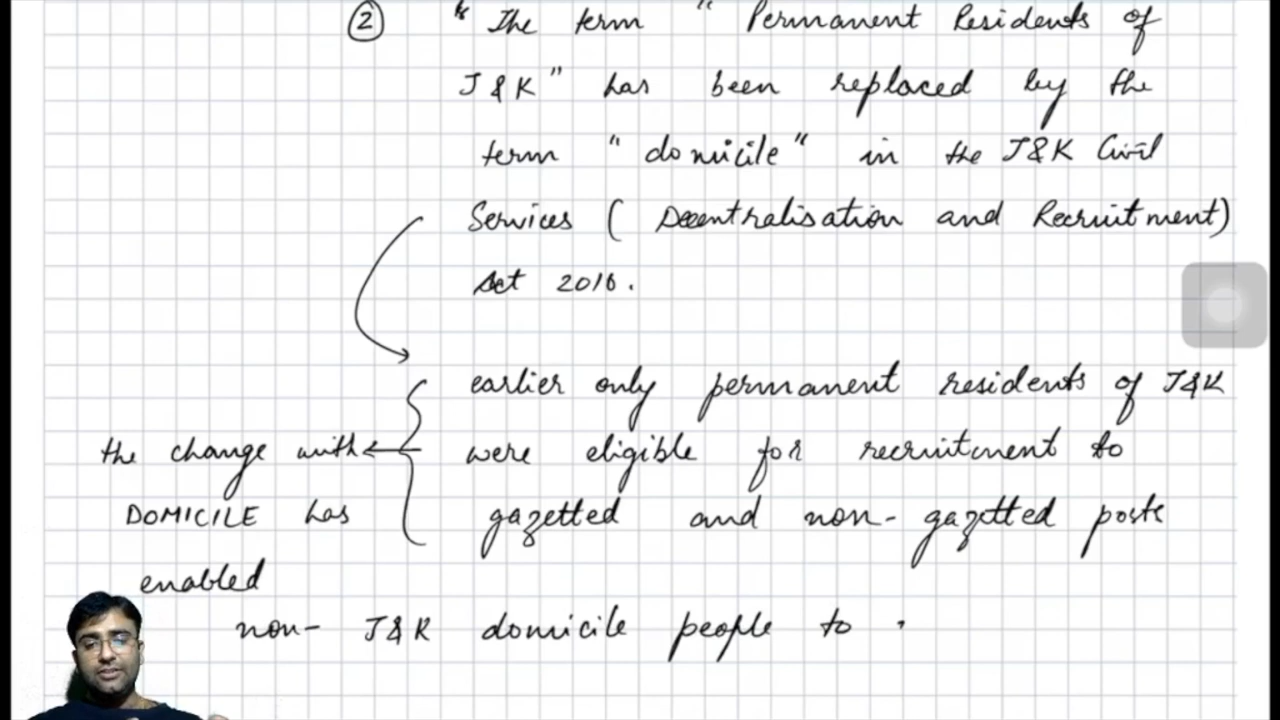 ② "The term "Permanent Residents of
J&K" has been replaced by the
term "domicile" in the J&K Civil
Services (Decentralisation and Recruitment)
Act 2010.
earlier only permanent residents of J&K
were eligible for recruitment to
gazetted and non-gazetted posts
the change with
DOMICILE has
enabled
non-J&K domicile people to